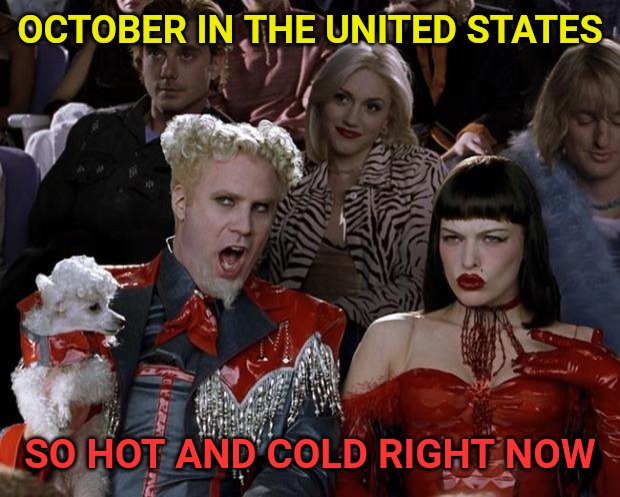 OCTOBER IN THE UNITED STATES
SO HOT AND COLD RIGHT NOW